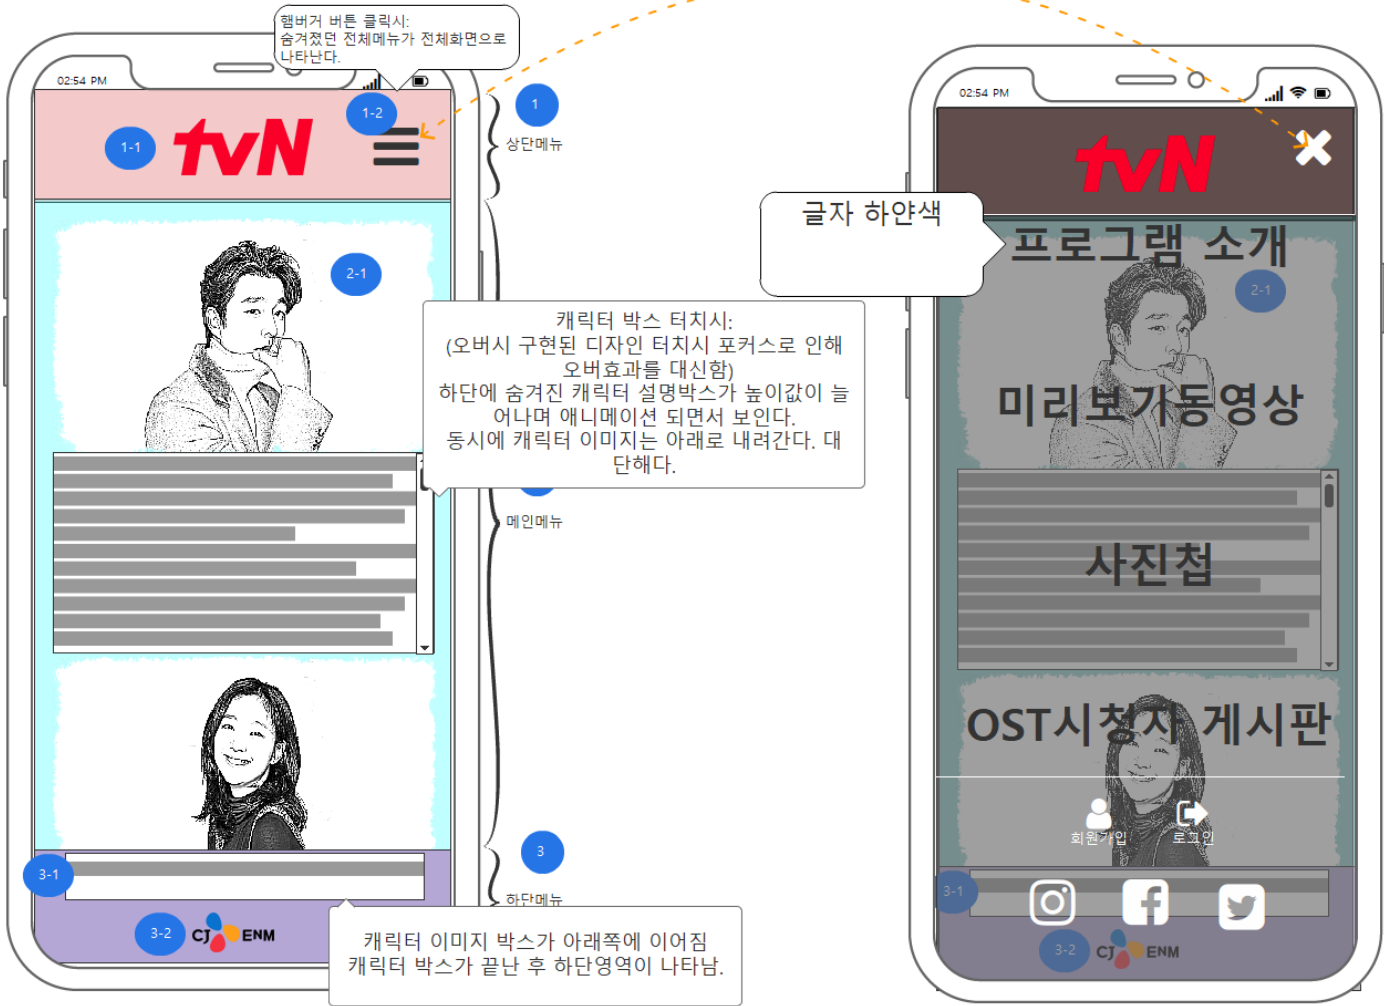 햄버거 버튼 클릭시:
숨겨졌던 전체메뉴가 전체화면으로
나타난다.
02:54 PM
1-1
tvN
1-2
1
상단메뉴
2-1
캐릭터 박스 터치시:
(오버시 구현된 디자인 터치시 포커스로 인해
오버효과를 대신함)
하단에 숨겨진 캐릭터 설명박스가 높이값이 늘
어나며 애니메이션 되면서 보인다.
동시에 캐릭터 이미지는 아래로 내려간다. 대
단해다.
메인메뉴
3
하단메뉴
3-1
3-2
CJ ENM
캐릭터 이미지 박스가 아래쪽에 이어짐
캐릭터 박스가 끝난 후 하단영역이 나타남.
02:54 PM
tvN
글자 하얀색
프로그램 소개
2-1
미리보기동영상
사진첩
OST시청자 게시판
회원가입
로그인
3-1
3-2
CJ ENM